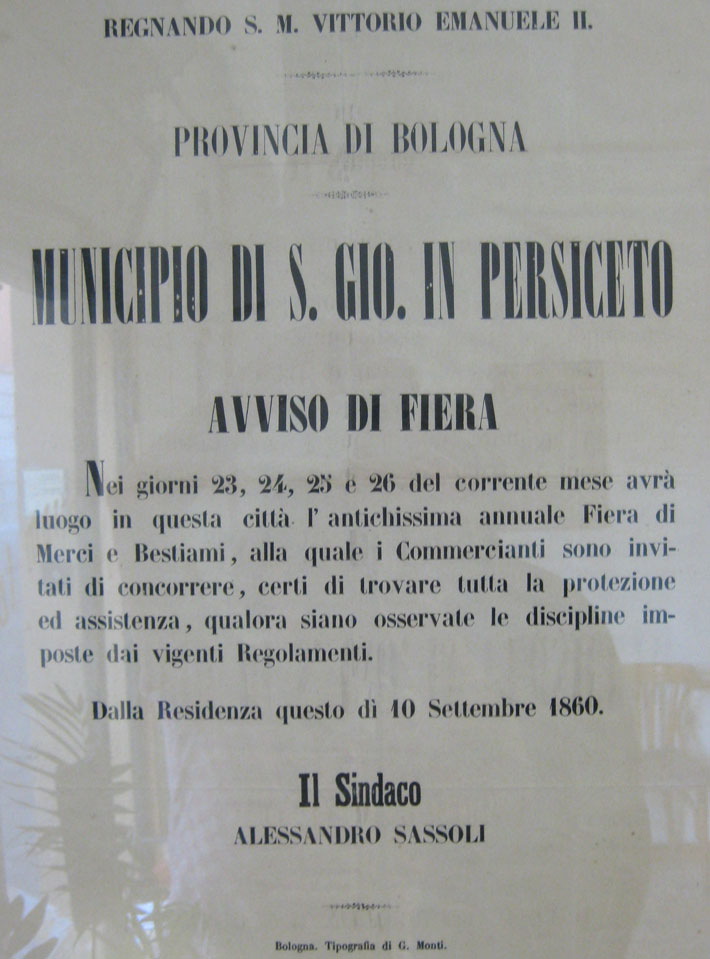 REGNANDO S. M. VITTORIO EMANUELE II.
PROVINCIA DI BOLOGNA
MUNICIPIO DI S. GIO. IN PERSICETO
AVVISO DI FIERA
Nei giorni 23, 24, 25 e 26 del corrente mese avrà
luogo in questa città l'antichissima annuale Fiera di
Merci e Bestiami, alla quale i Commercianti sono invi-
tati di concorrere, certi di trovare tutta la protezione
ed assistenza, qualora siano osservate le discipline im-
poste dai vigenti Regolamenti.
Dalla Residenza questo dì 10 Settembre 1860.
Il Sindaco
ALESSANDRO SASSOLI
Bologna. Tipografia di G. Monti.